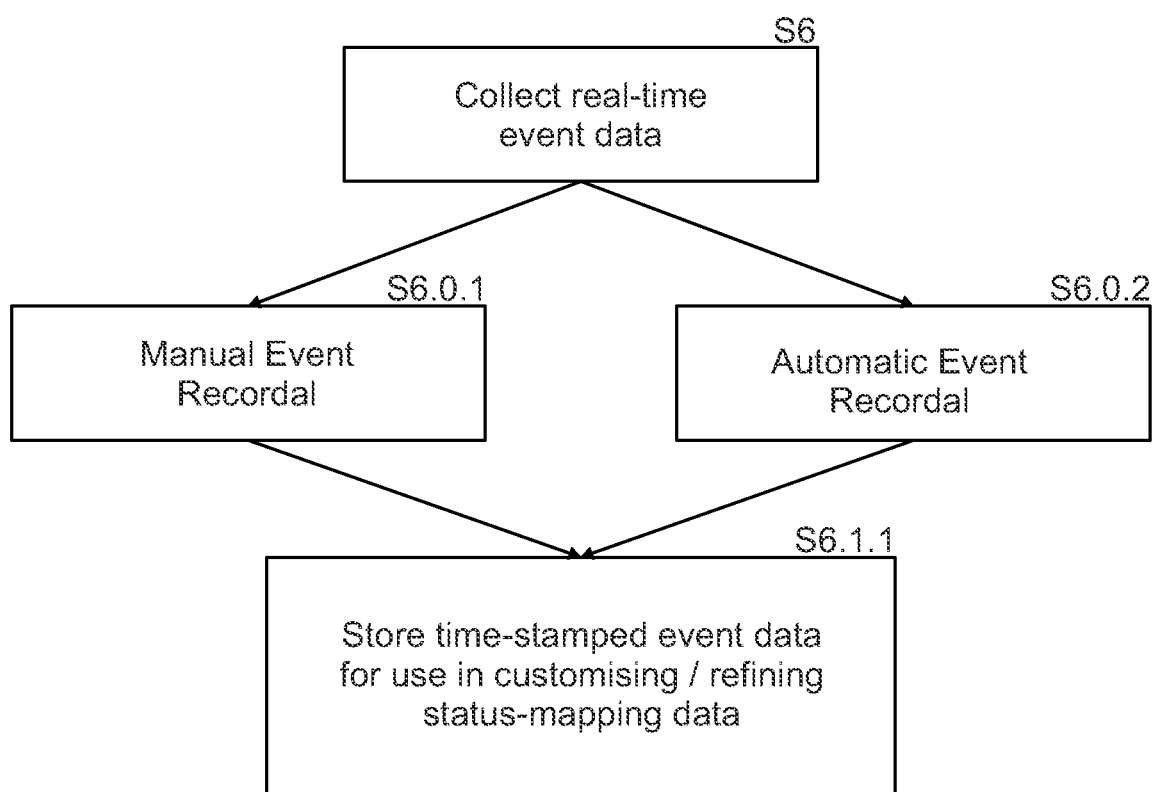 S6
Collect real-time
event data
S6.0.1
S6.0.2
Manual Event
Recordal
Automatic Event
Recordal
S6.1.1
Store time-stamped event data
for use in customising / refining
status-mapping data